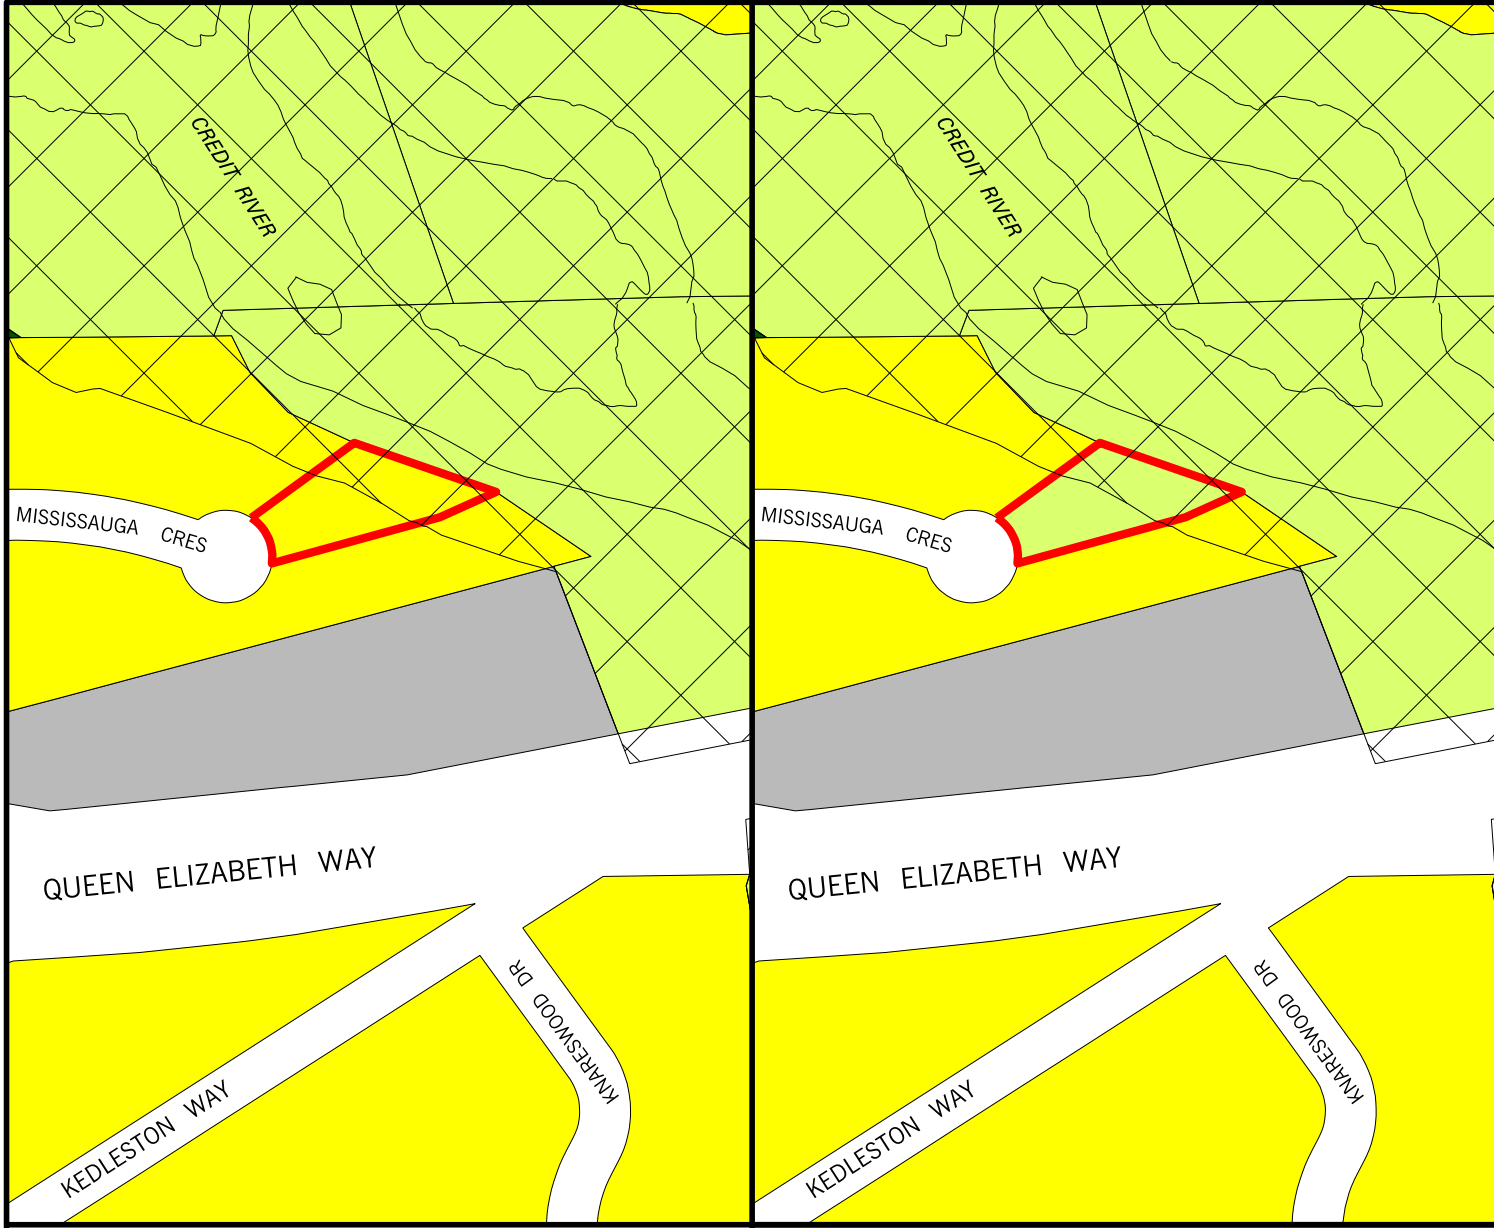 CREDIT RIVER
MISSISSAUGA CRES
QUEEN ELIZABETH WAY
KNARESWOOD DR
KEDLESTON WAY
CREDIT RIVER
MISSISSAUGA CRES
QUEEN ELIZABETH WAY
KNARESWOOD DR
KEDLESTON WAY